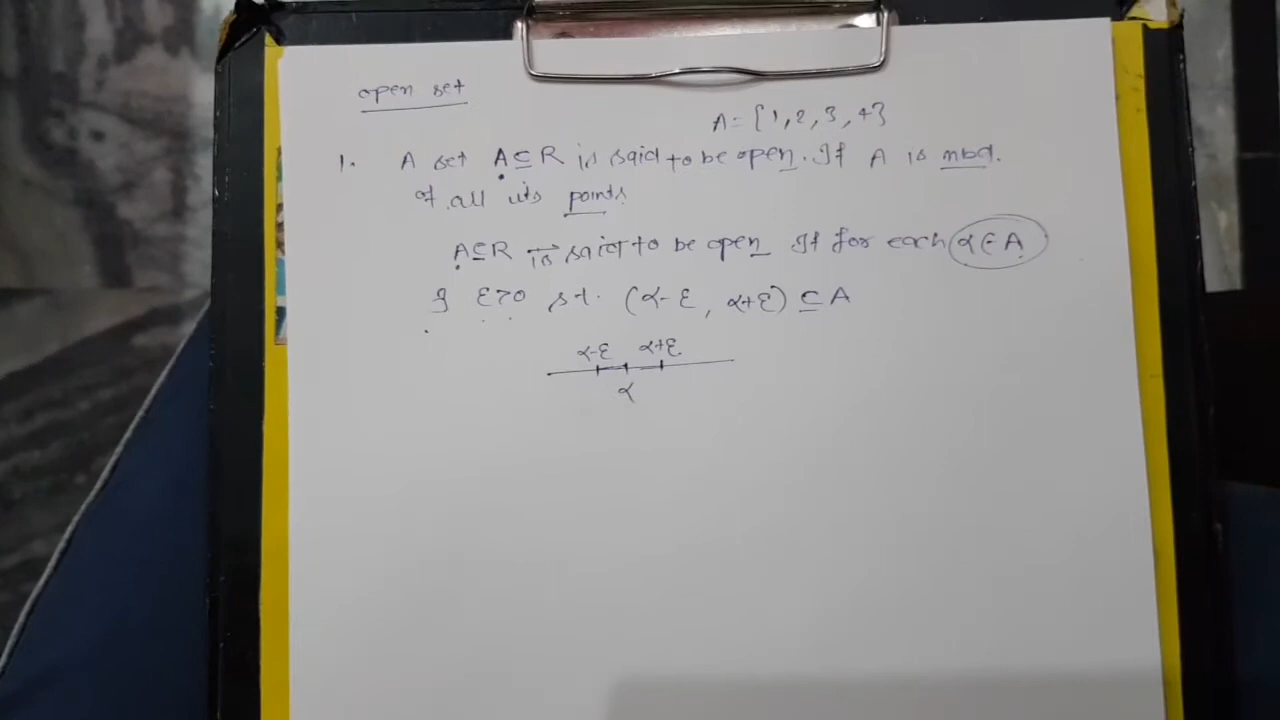 open set
A = {1, 2, 3, 4}
1. A set A ⊆ R is said to be open. If A is nbd.
of all its points
A ⊆ R is said to be open If for each α ∈ A
∃ ε>0 s.t. (α-ε, α+ε) ⊆ A
α-ε α+ε
α